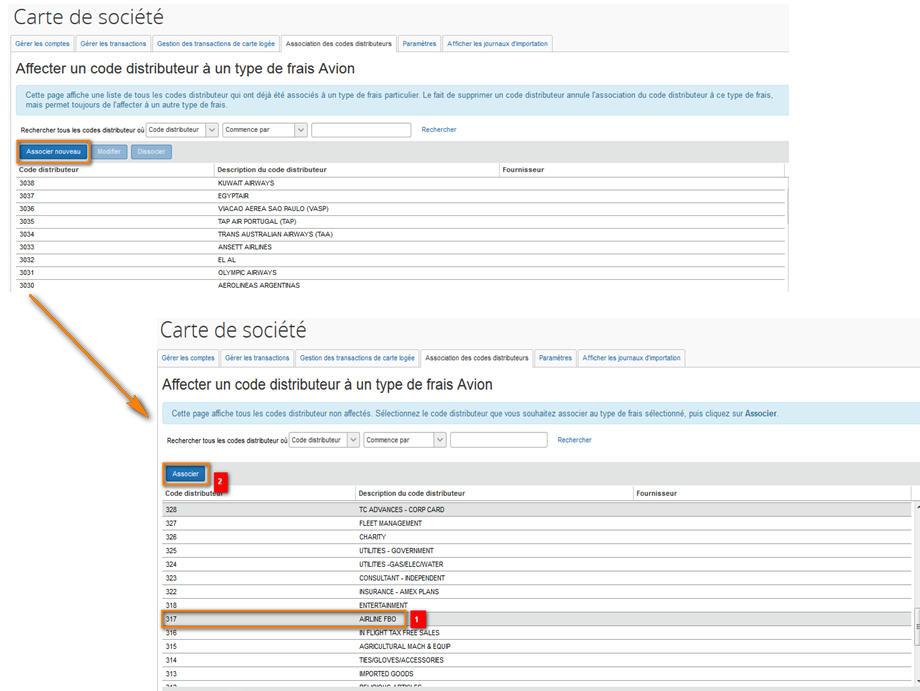 Carte de société
Gérer les comptes Gérer les transactions Gestion des transactions de carte logée Association des codes distributeurs Paramètres Afficher les journaux d'importation
Affecter un code distributeur à un type de frais Avion
Cette page affiche une liste de tous les codes distributeur qui ont déjà été associés à un type de frais particulier. Le fait de supprimer un code distributeur annule l'association du code distributeur à ce type de frais,
mais permet toujours de l'affecter à un autre type de frais.
Rechercher tous les codes distributeur où Code distributeur Commence par Rechercher
Associer nouveau Modifier Dissocier
Code distributeur Description du code distributeur Fournisseur
3038 KUWAIT AIRWAYS
3037 EGYPTAIR
3036 VIACAO AEREA SAO PAULO (VASP)
3035 TAP AIR PORTUGAL (TAP)
3034 TRANS AUSTRALIAN AIRWAYS (TAA)
3033 ANSETT AIRLINES
3032 EL AL
3031 OLYMPIC AIRWAYS
3030 AEROLINEAS ARGENTINAS
Carte de société
Gérer les comptes Gérer les transactions Gestion des transactions de carte logée Association des codes distributeurs Paramètres Afficher les journaux d'importation
Affecter un code distributeur à un type de frais Avion
Cette page affiche tous les codes distributeur non affectés. Sélectionnez le code distributeur que vous souhaitez associer au type de frais sélectionné, puis cliquez sur Associer.
Rechercher tous les codes distributeur où Code distributeur Commence par Rechercher
Associer 2
Code distributeur Description du code distributeur Fournisseur
328 TC ADVANCES - CORP CARD
327 FLEET MANAGEMENT
326 CHARITY
325 UTILITIES - GOVERNMENT
324 UTILITIES -GAS/ELEC/WATER
323 CONSULTANT - INDEPENDENT
322 INSURANCE - AMEX PLANS
318 ENTERTAINMENT
317 AIRLINE FBO 1
316 IN FLIGHT TAX FREE SALES
315 AGRICULTURAL MACH & EQUIP
314 TIES/GLOVES/ACCESSORIES
313 IMPORTED GOODS
312 RELIGIOUS ARTICLES